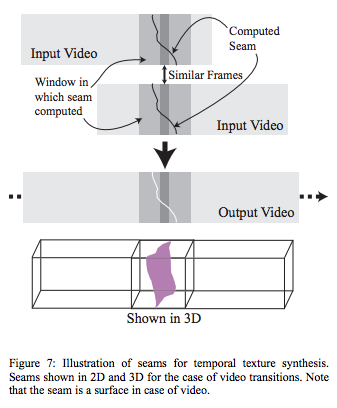 Computed
Seam
Input Video
Similar Frames
Window in
which seam
computed
Input Video
Output Video
Shown in 3D
Figure 7: Illustration of seams for temporal texture synthesis.
Seams shown in 2D and 3D for the case of video transitions. Note
that the seam is a surface in case of video.